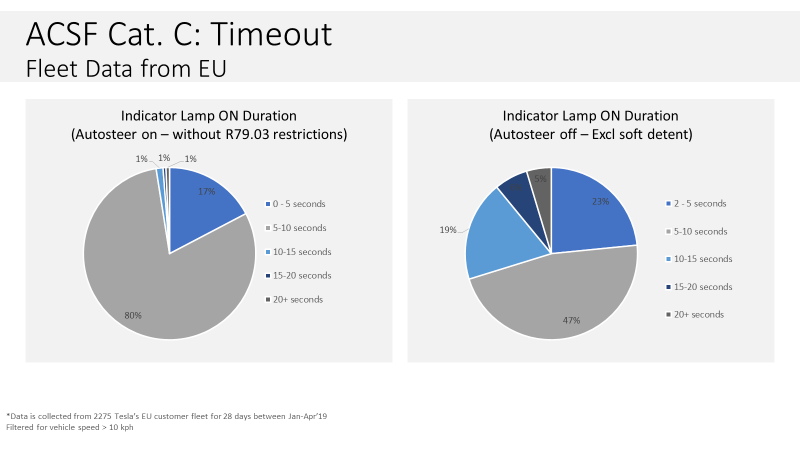 ACSF Cat. C: Timeout
Fleet Data from EU
Indicator Lamp ON Duration
(Autosteer on – without R79.03 restrictions)
1%
1%
1%
17%
80%
0 - 5 seconds
5-10 seconds
10-15 seconds
15-20 seconds
20+ seconds
Indicator Lamp ON Duration
(Autosteer off – Excl soft detent)
5%
23%
19%
47%
2 - 5 seconds
5-10 seconds
10-15 seconds
15-20 seconds
20+ seconds
*Data is collected from 2275 Tesla's EU customer fleet for 28 days between Jan-Apr'19
Filtered for vehicle speed > 10 kph